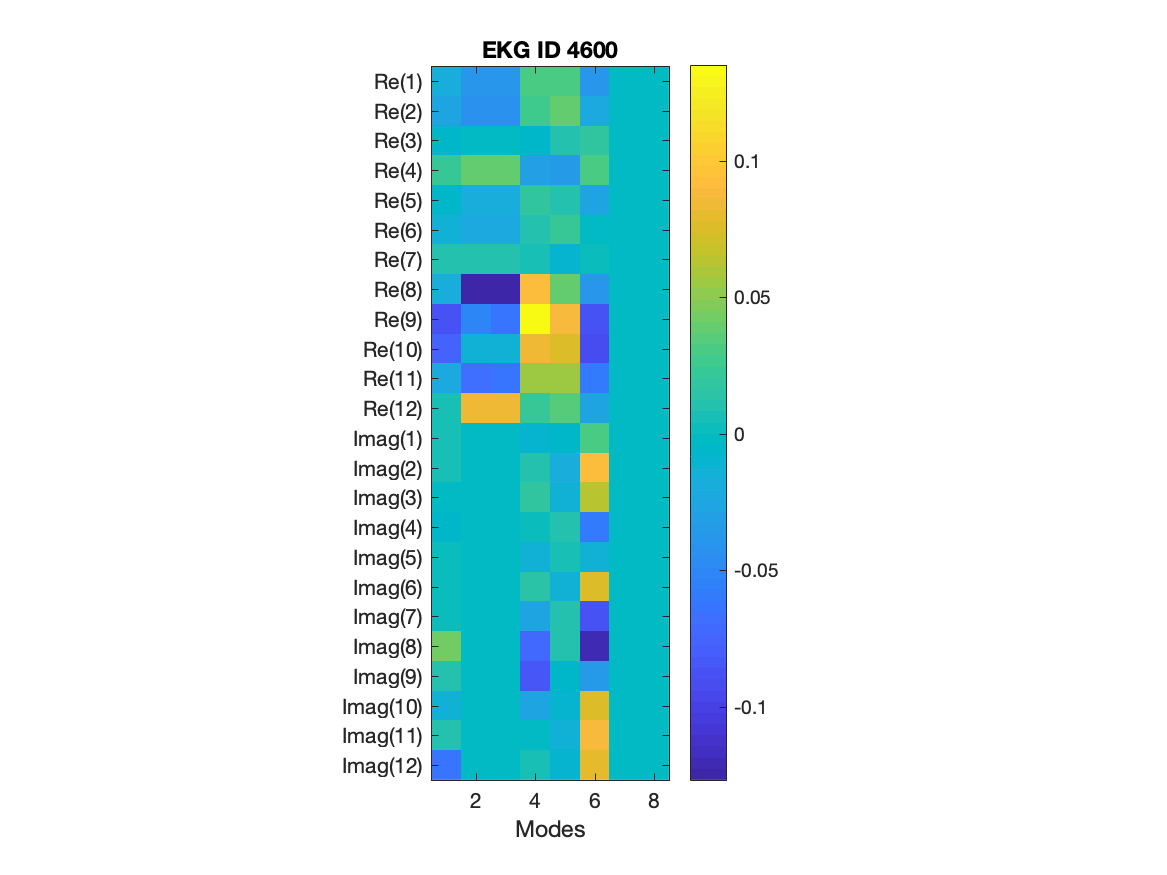 EKG ID 4600
Re(1)
Re(2)
Re(3)
Re(4)
Re(5)
Re(6)
Re(7)
Re(8)
Re(9)
Re(10)
Re(11)
Re(12)
Imag(1)
Imag(2)
Imag(3)
Imag(4)
Imag(5)
Imag(6)
Imag(7)
Imag(8)
Imag(9)
Imag(10)
Imag(11)
Imag(12)
2 4 6 8
Modes
0.1
0.05
0
-0.05
-0.1